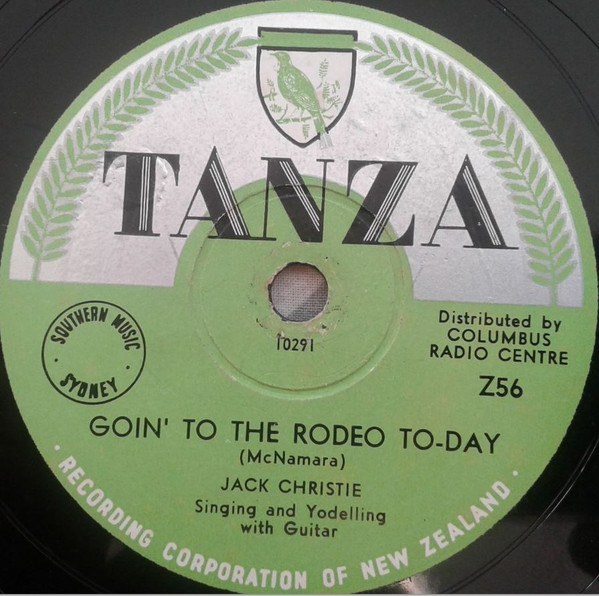 TANZA
10291
SOUTHERN MUSIC
· SYDNEY ·
Distributed by
COLUMBUS
RADIO CENTRE
Z56
GOIN' TO THE RODEO TO-DAY
(McNamara)
JACK CHRISTIE
Singing and Yodelling
with Guitar
· RECORDING CORPORATION OF NEW ZEALAND ·